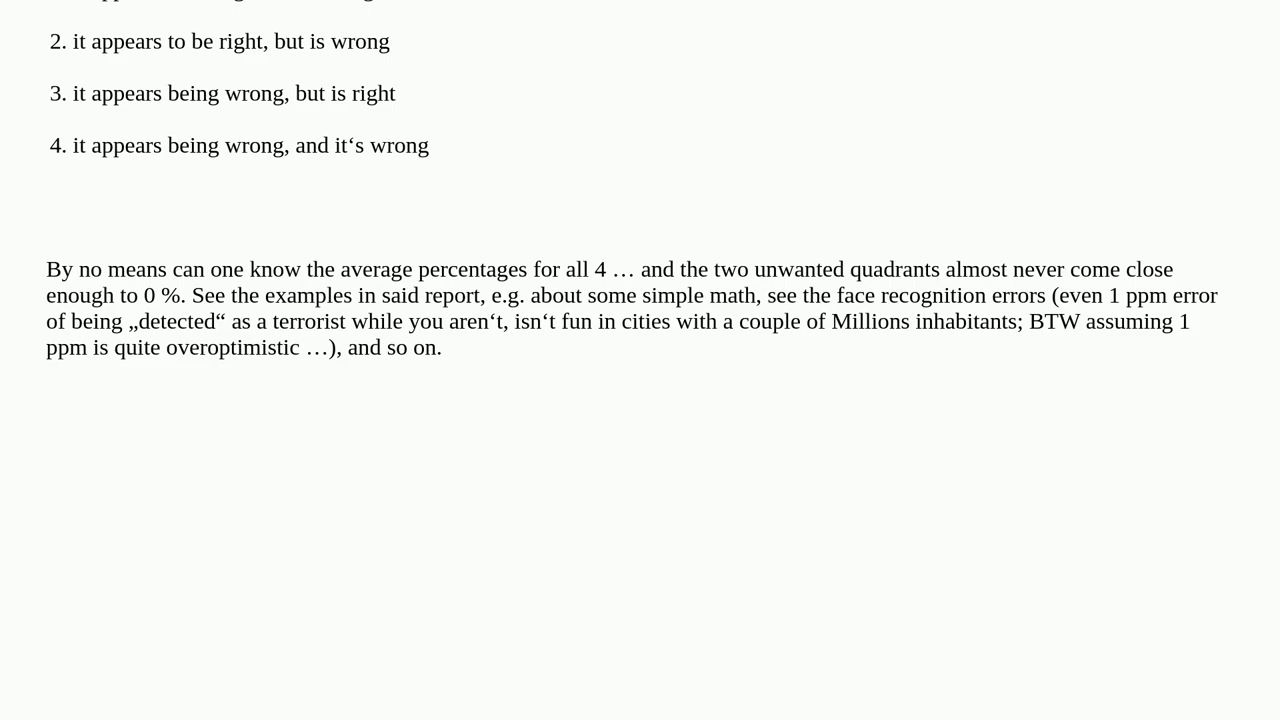 2. it appears to be right, but is wrong
3. it appears being wrong, but is right
4. it appears being wrong, and it‘s wrong
By no means can one know the average percentages for all 4 … and the two unwanted quadrants almost never come close
enough to 0 %. See the examples in said report, e.g. about some simple math, see the face recognition errors (even 1 ppm error
of being „detected“ as a terrorist while you aren‘t, isn‘t fun in cities with a couple of Millions inhabitants; BTW assuming 1
ppm is quite overoptimistic …), and so on.